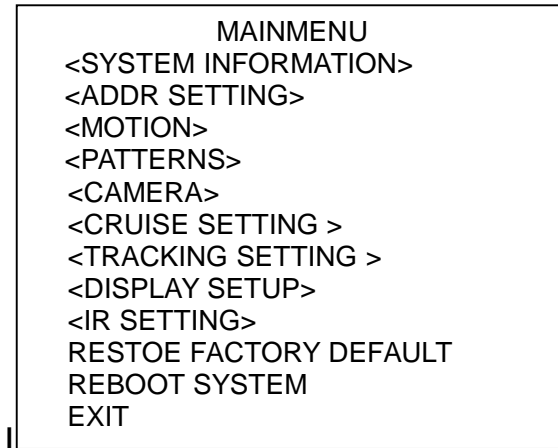 MAINMENU
<SYSTEM INFORMATION>
<ADDR SETTING>
<MOTION>
<PATTERNS>
<CAMERA>
<CRUISE SETTING >
<TRACKING SETTING >
<DISPLAY SETUP>
<IR SETTING>
RESTOE FACTORY DEFAULT
REBOOT SYSTEM
EXIT